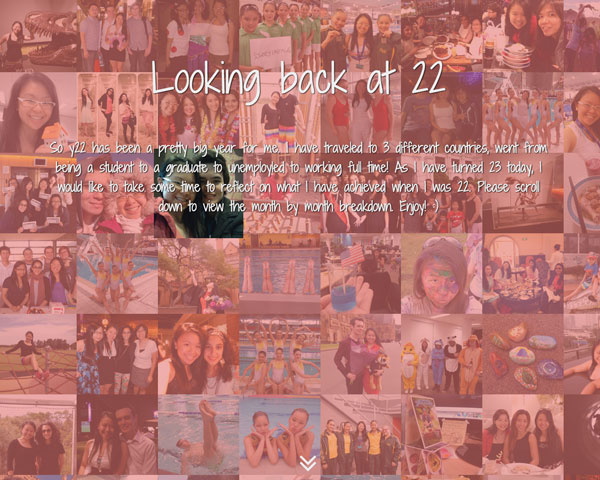 Looking back at 22
So y22 has been a pretty big year for me. I have traveled to 3 different countries, went from
being a student to a graduate to unemployed to working full time! As I have turned 23 today, I
would like to take some time to reflect on what I have achieved when I was 22. Please scroll
down to view the month by month breakdown. Enjoy! :)